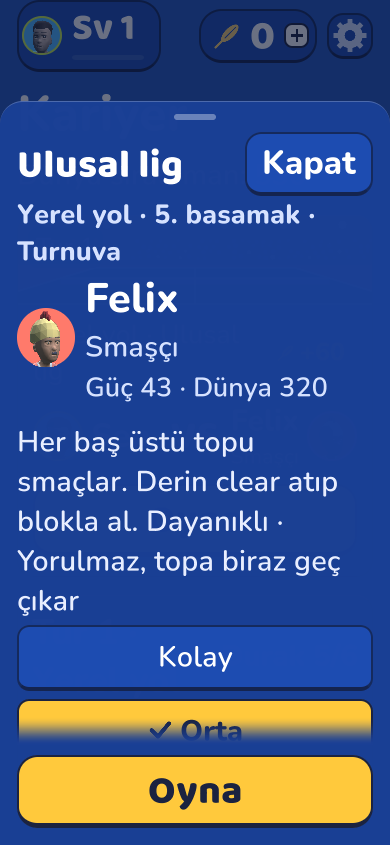 Sv 1
0
Kariyer
Ulusal lig
Kapat
Yerel yol · 5. basamak ·
Turnuva
Felix
Smaşçı
Güç 43 · Dünya 320
Her baş üstü topu
smaçlar. Derin clear atıp
blokla al. Dayanıklı ·
Yorulmaz, topa biraz geç
çıkar
Kolay
✓ Orta
Oyna